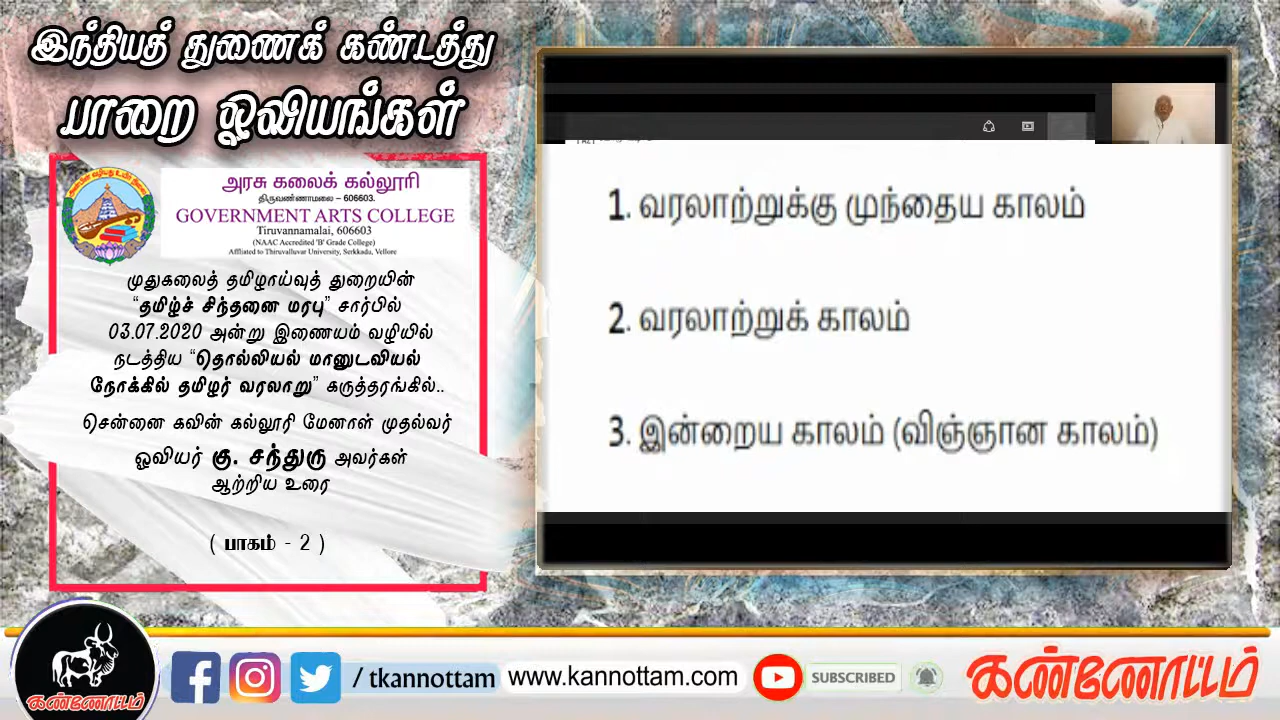 இந்தியத் துணைக் கண்டத்து
பாறை ஓவியங்கள்
அரசு கலைக் கல்லூரி
திருவண்ணாமலை – 606603.
GOVERNMENT ARTS COLLEGE
Tiruvannamalai, 606603
(NAAC Accredited 'B' Grade College)
Affliated to Thiruvalluvar University, Serkkadu, Vellore
முதுகலைத் தமிழாய்வுத் துறையின்
“தமிழ்ச் சிந்தனை மரபு” சார்பில்
03.07.2020 அன்று இணையம் வழியில்
நடத்திய “தொல்லியல் மானுடவியல்
நோக்கில் தமிழர் வரலாறு” கருத்தரங்கில்..
சென்னை கவின் கல்லூரி மேனாள் முதல்வர்
ஓவியர் கு. சந்துரு அவர்கள்
ஆற்றிய உரை
( பாகம் - 2 )
1. வரலாற்றுக்கு முந்தைய காலம்
2. வரலாற்றுக் காலம்
3. இன்றைய காலம் (விஞ்ஞான காலம்)
கண்ணோட்டம்
/ tkannottam
www.kannottam.com
SUBSCRIBED
கண்ணோட்டம்